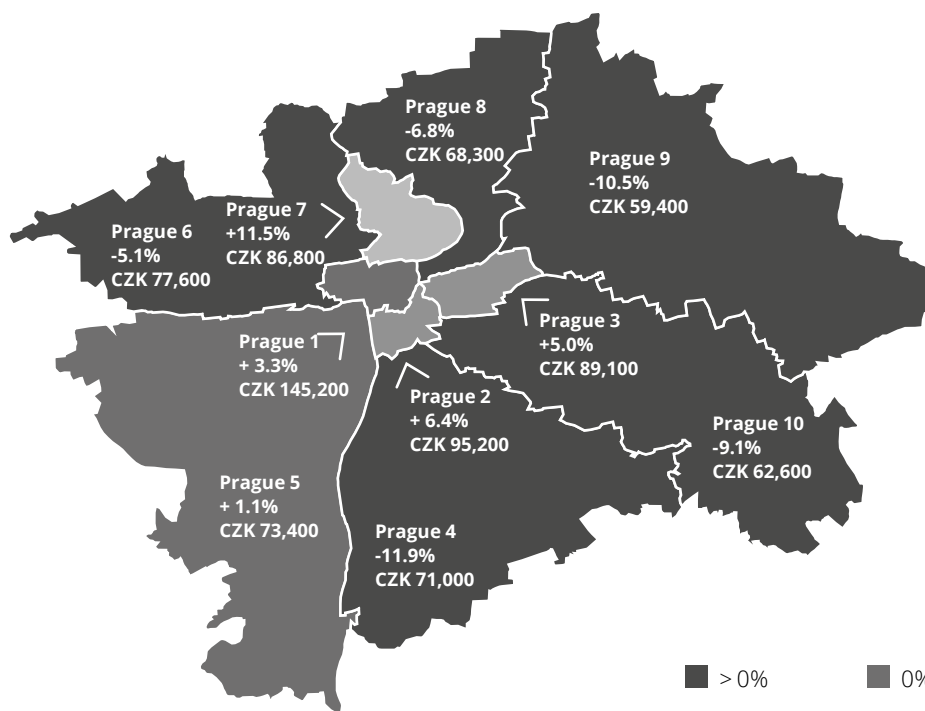 Prague 8
-6.8%
CZK 68,300
Prague 9
-10.5%
CZK 59,400
Prague 7
+11.5%
CZK 86,800
Prague 6
-5.1%
CZK 77,600
Prague 3
+5.0%
CZK 89,100
Prague 1
+ 3.3%
CZK 145,200
Prague 2
+ 6.4%
CZK 95,200
Prague 10
-9.1%
CZK 62,600
Prague 5
+ 1.1%
CZK 73,400
Prague 4
-11.9%
CZK 71,000
> 0%
0%